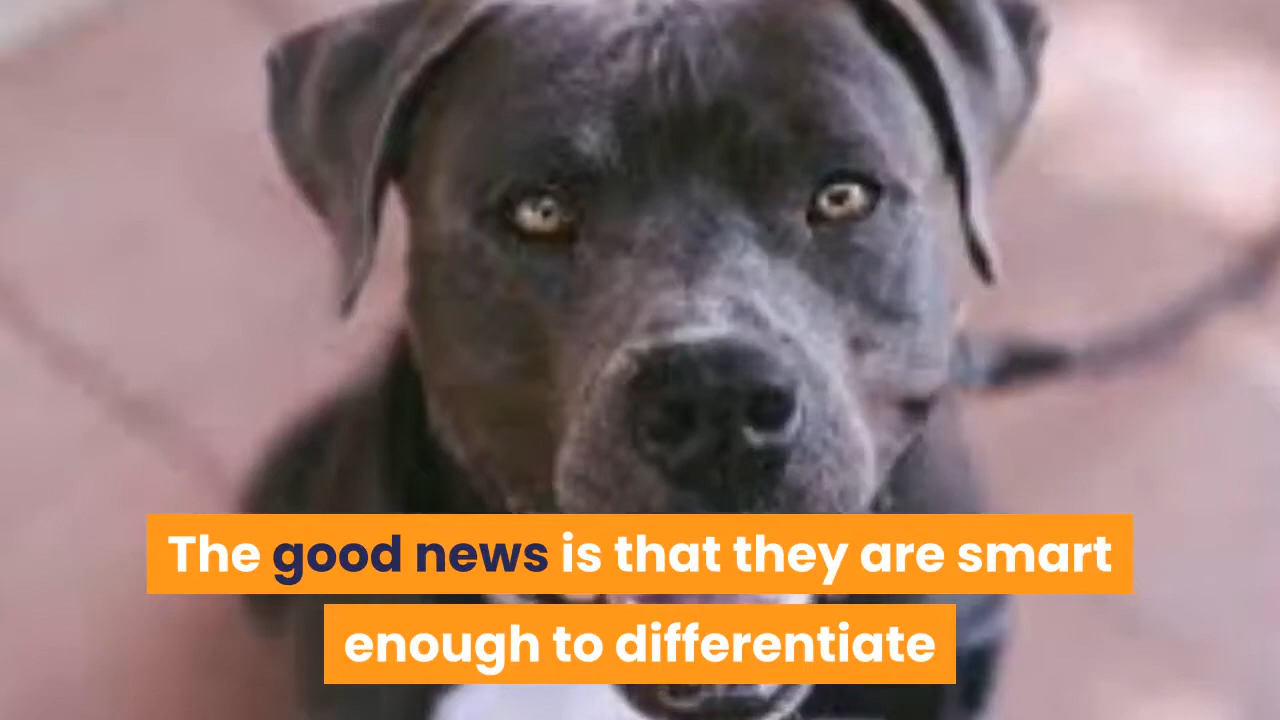 The good news is that they are smart
enough to differentiate